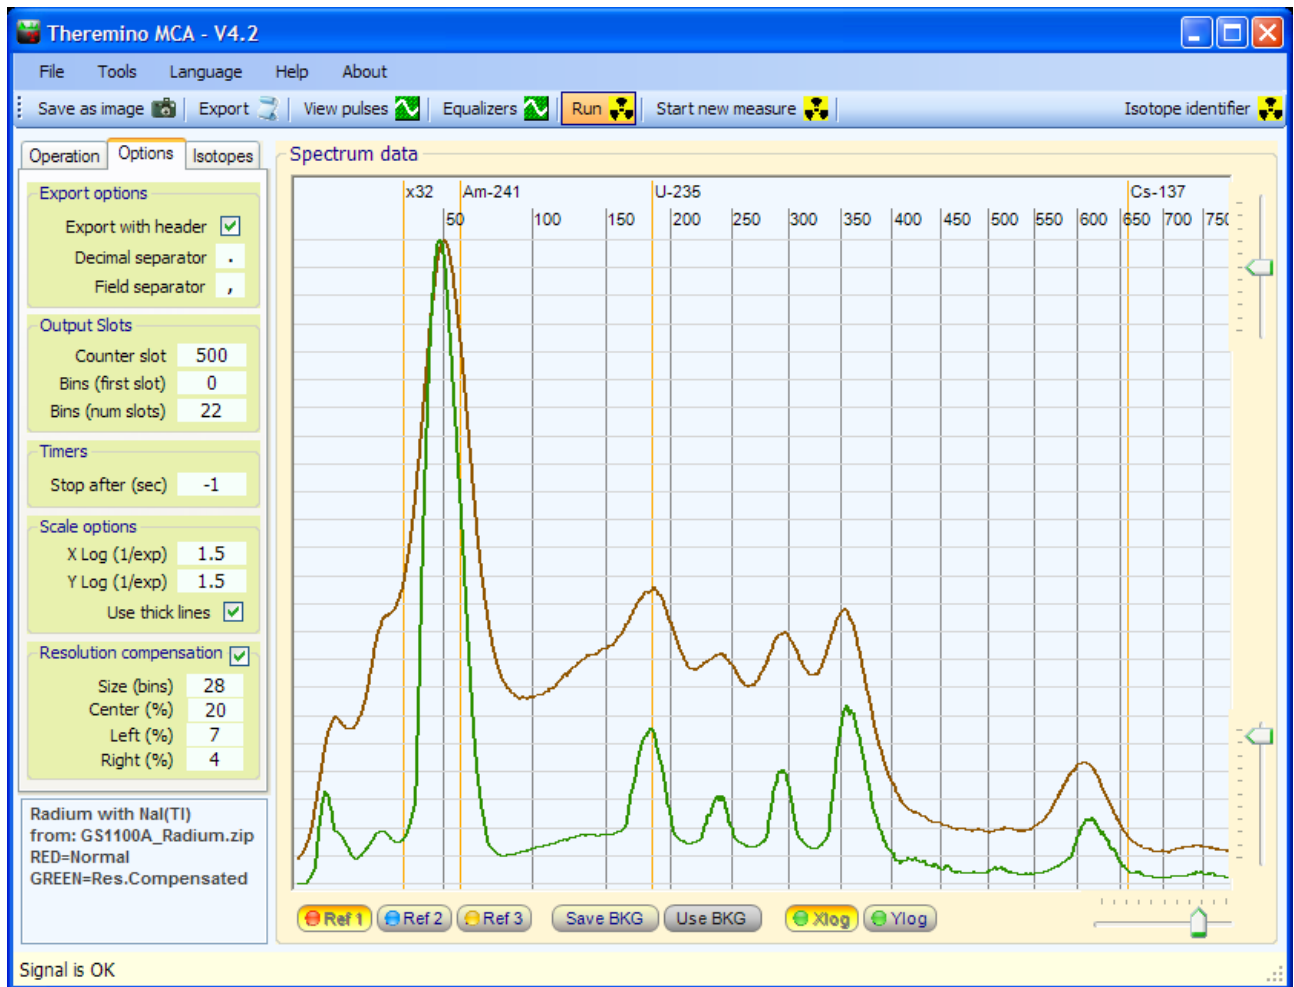 Theremino MCA - V4.2
File Tools Language Help About
Save as image Export View pulses Equalizers Run Start new measure Isotope identifier
Operation Options Isotopes
Export options
Export with header
Decimal separator .
Field separator ,
Output Slots
Counter slot 500
Bins (first slot) 0
Bins (num slots) 22
Timers
Stop after (sec) -1
Scale options
X Log (1/exp) 1.5
Y Log (1/exp) 1.5
Use thick lines
Resolution compensation
Size (bins) 28
Center (%) 20
Left (%) 7
Right (%) 4
Radium with NaI(Tl)
from: GS1100A_Radium.zip
RED=Normal
GREEN=Res.Compensated
Spectrum data
x32 Am-241 U-235 Cs-137
50 100 150 200 250 300 350 400 450 500 550 600 650 700 750
Ref 1 Ref 2 Ref 3 Save BKG Use BKG Xlog Ylog
Signal is OK